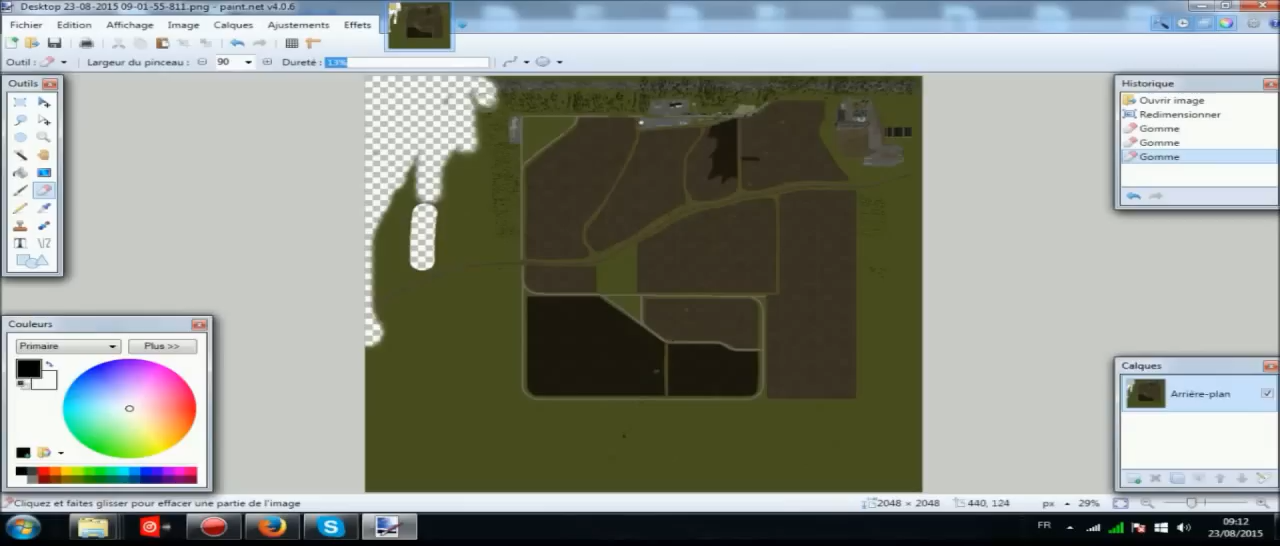 Desktop 23-08-2015 09-01-55-811.png - paint.net v4.0.6
Fichier Edition Affichage Image Calques Ajustements Effets
Outil : Largeur du pinceau : 90 Dureté : 13%
Outils
Historique
Ouvrir image
Redimensionner
Gomme
Gomme
Gomme
Couleurs
Primaire Plus >>
Calques
Arrière-plan
Cliquez et faites glisser pour effacer une partie de l'image 2048 × 2048 440, 124 px 29%
FR 09:12
23/08/2015